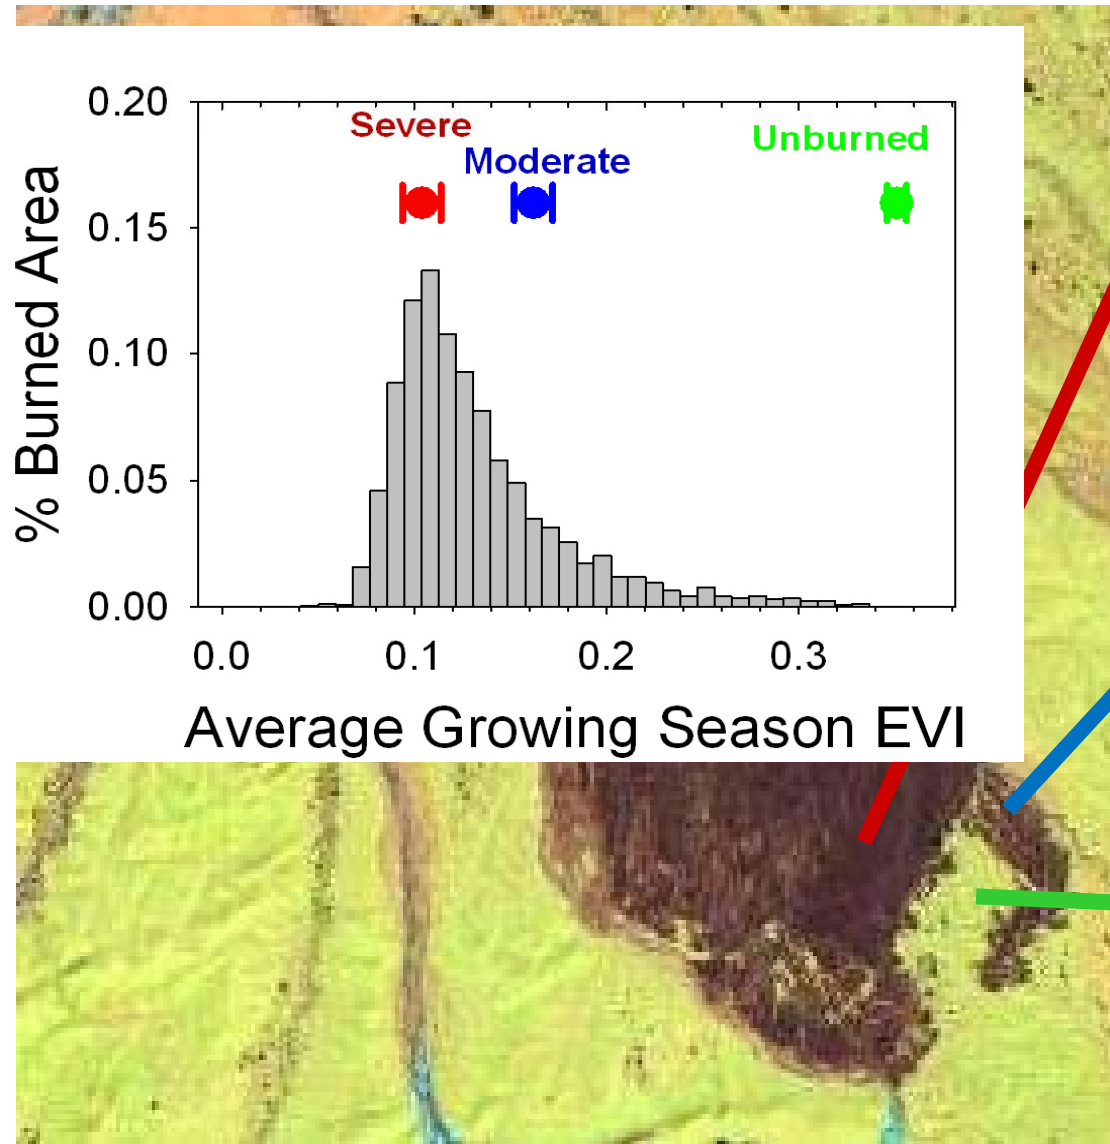 0.20
Severe
Unburned
Moderate
0.15
% Burned Area
0.10
0.05
0.00
0.0 0.1 0.2 0.3
Average Growing Season EVI